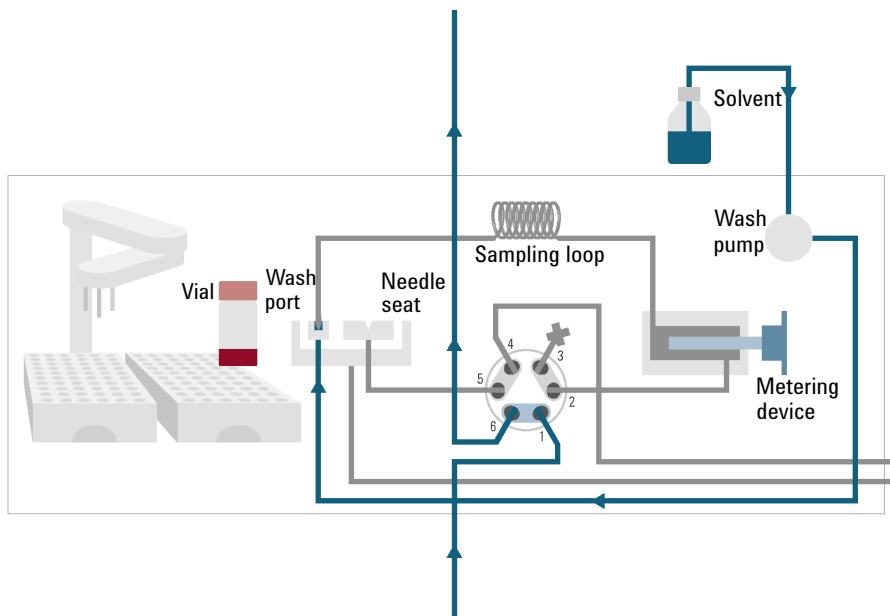 Solvent
Wash
pump
Sampling loop
Vial
Wash
port
Needle
seat
4
3
5
2
6
1
Metering
device